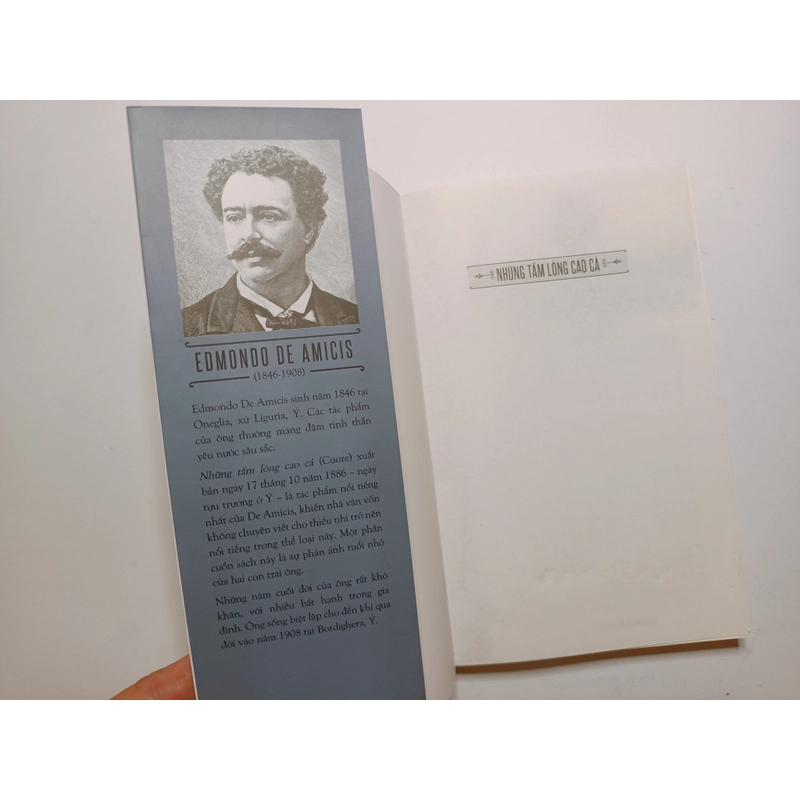 EDMONDO DE AMICIS
(1846-1908)
Edmondo De Amicis sinh năm 1846 tại
Oneglia, xứ Liguria, Ý. Các tác phẩm
của ông thường mang đậm tinh thần
yêu nước sâu sắc.
Những tấm lòng cao cả (Cuore) xuất
bản ngày 17 tháng 10 năm 1886 – ngày
tựu trường ở Ý – là tác phẩm nổi tiếng
nhất của De Amicis, khiến nhà văn vốn
không chuyên viết cho thiếu nhi trở nên
nổi tiếng trong thể loại này. Một phần
cuốn sách này là sự phản ánh tuổi nhỏ
của hai con trai ông.
Những năm cuối đời của ông rất khó
khăn, với nhiều bất hạnh trong gia
đình. Ông sống biệt lập cho đến khi qua
đời vào năm 1908 tại Bordighera, Ý.
NHỮNG TẤM LÒNG CAO CẢ